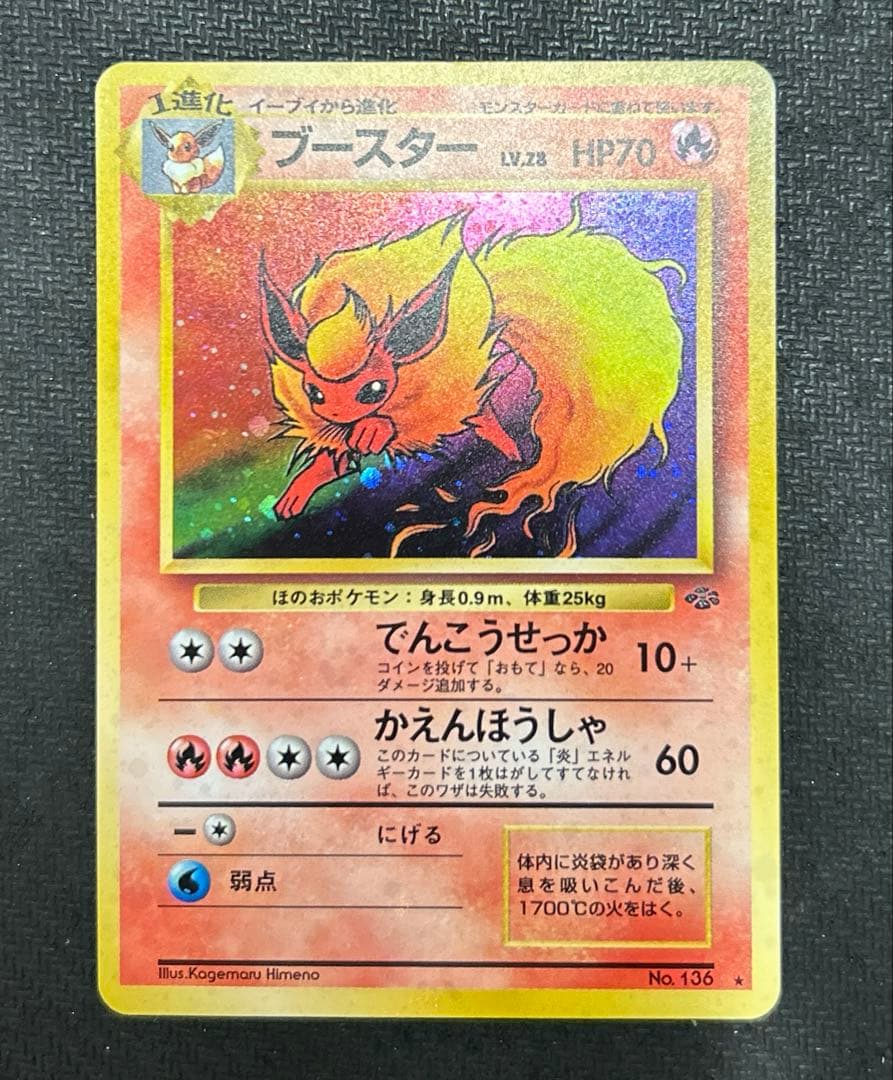 1進化
イーブイから進化
モンスターカードに重ねて使います。
ブースター LV.28 HP70
ほのおポケモン:身長0.9m、体重25kg
でんこうせっか 10+
コインを投げて「おもて」なら、20
ダメージ追加する。
かえんほうしゃ 60
このカードについている「炎」エネル
ギーカードを1枚はがしてすてなけれ
ば、このワザは失敗する。
ー にげる
弱点
体内に炎袋があり深く
息を吸いこんだ後、
1700℃の火をはく。
Illus.Kagemaru Himeno
No. 136 ★